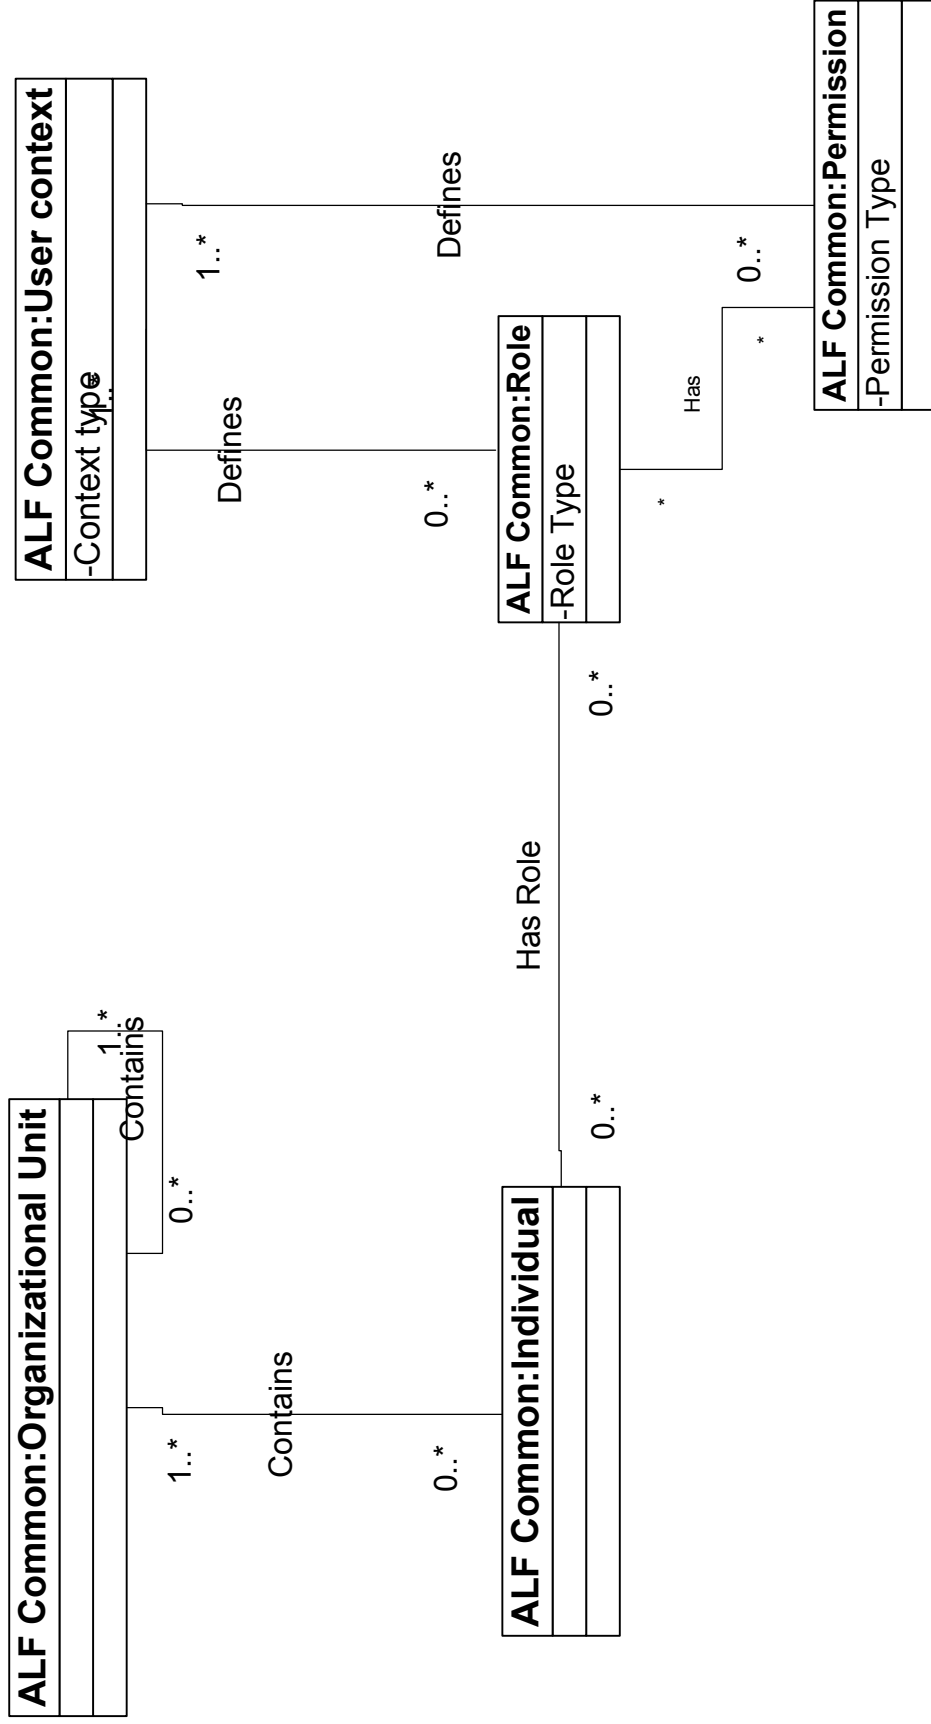 ALF Common:Organizational Unit
ALF Common:User context
-Context type
1..*
1..*
Contains
1..*
0..*
1..*
Contains
Defines
Defines
0..*
0..*
ALF Common:Individual
Has Role
ALF Common:Role
-Role Type
0..*
0..*
*
Has
*
0..*
ALF Common:Permission
-Permission Type